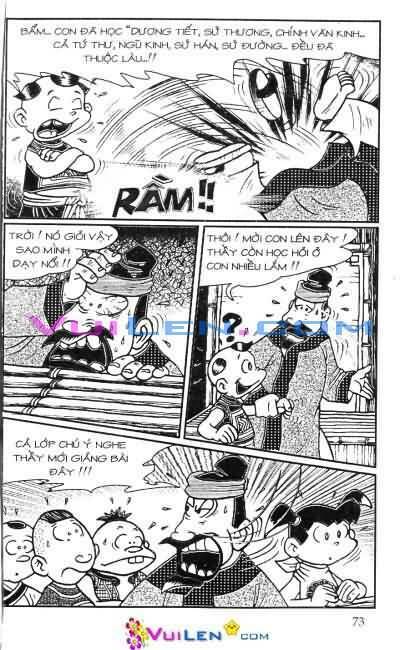 BẨM... CON ĐÃ HỌC "DƯƠNG TIẾT, SỬ THƯƠNG, CHỈNH VĂN KINH...
CẢ TỨ THƯ, NGŨ KINH, SỬ HÁN, SỬ ĐƯỜNG... ĐỀU ĐÃ
THUỘC LÀU..!!
RẦM!!
TRỜI! NÓ GIỎI VẬY
SAO MÌNH
DẠY NỔI!!
THÔI! MỜI CON LÊN ĐÂY!
THẦY CÒN HỌC HỎI Ở
CON NHIỀU LẮM!!
?
VUILEN.COM
CẢ LỚP CHÚ Ý NGHE
THẦY MỚI GIẢNG BÀI
ĐÂY!!!
73
VUILEN.COM